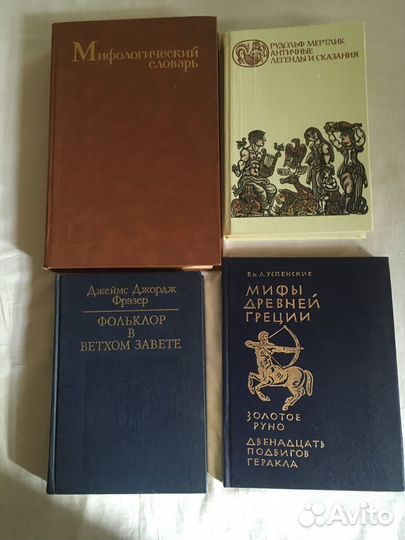 Мифологический
словарь
РУДОЛЬФ МЕРТЛИК
АНТИЧНЫЕ
ЛЕГЕНДЫ И СКАЗАНИЯ
Джеймс Джордж
Фрэзер
ФОЛЬКЛОР
В
ВЕТХОМ ЗАВЕТЕ
В. и Л. УСПЕНСКИЕ
МИФЫ
ДРЕВНЕЙ
ГРЕЦИИ
ЗОЛОТОЕ
РУНО
ДВЕНАДЦАТЬ
ПОДВИГОВ
ГЕРАКЛА
Avito